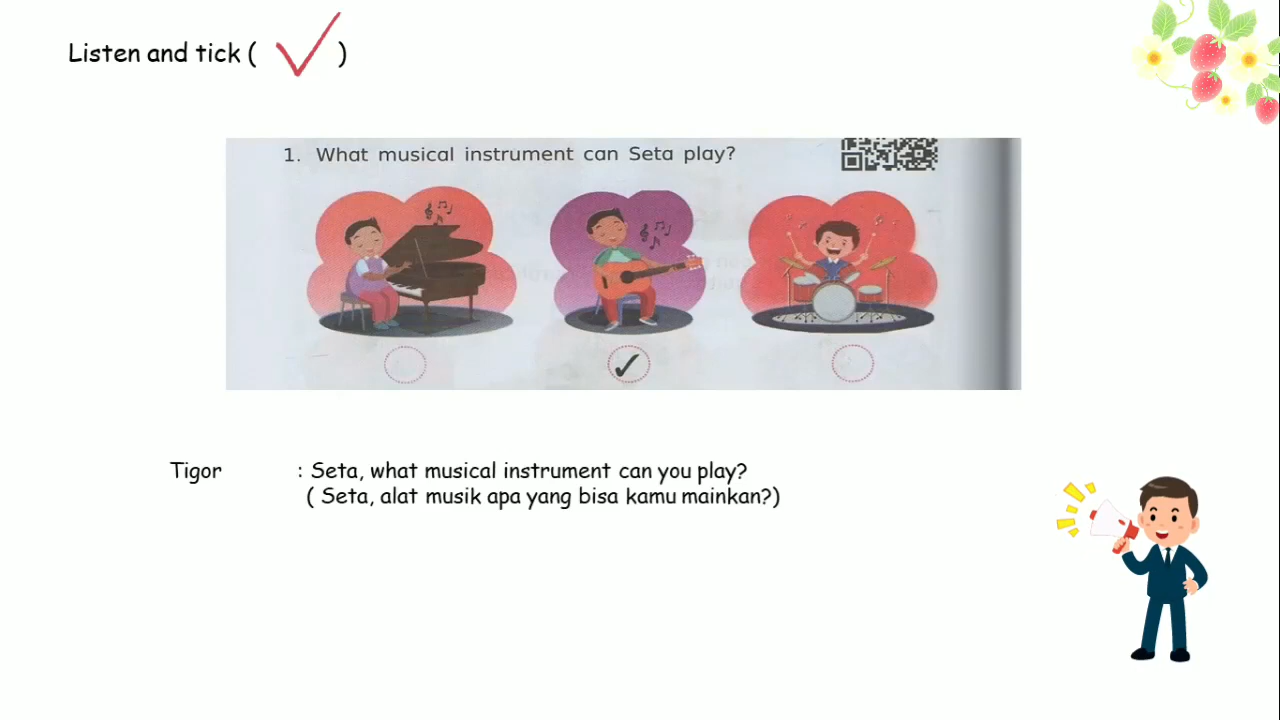 Listen and tick ( )
1. What musical instrument can Seta play?
Tigor : Seta, what musical instrument can you play?
( Seta, alat musik apa yang bisa kamu mainkan?)